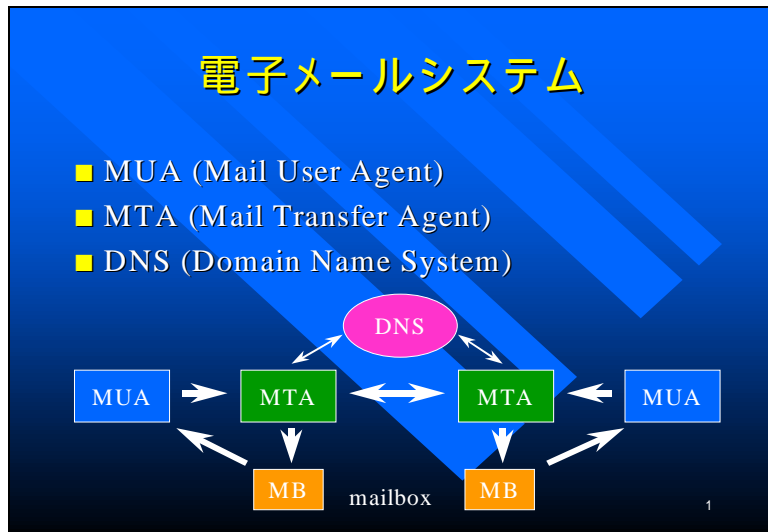 電子メールシステム
MUA (Mail User Agent)
MTA (Mail Transfer Agent)
DNS (Domain Name System)
DNS
MUA MTA MTA MUA
MB mailbox MB
1